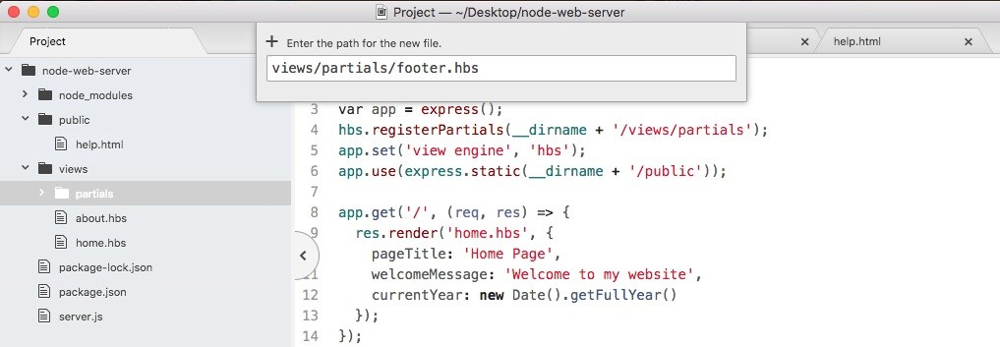 Project — ~/Desktop/node-web-server
Project
help.html
Enter the path for the new file.
views/partials/footer.hbs
node-web-server
node_modules
public
help.html
views
partials
about.hbs
home.hbs
package-lock.json
package.json
server.js
3 var app = express();
4 hbs.registerPartials(__dirname + '/views/partials');
5 app.set('view engine', 'hbs');
6 app.use(express.static(__dirname + '/public'));
7
8 app.get('/', (req, res) => {
9 res.render('home.hbs', {
pageTitle: 'Home Page',
11 welcomeMessage: 'Welcome to my website',
12 currentYear: new Date().getFullYear()
13 });
14 });